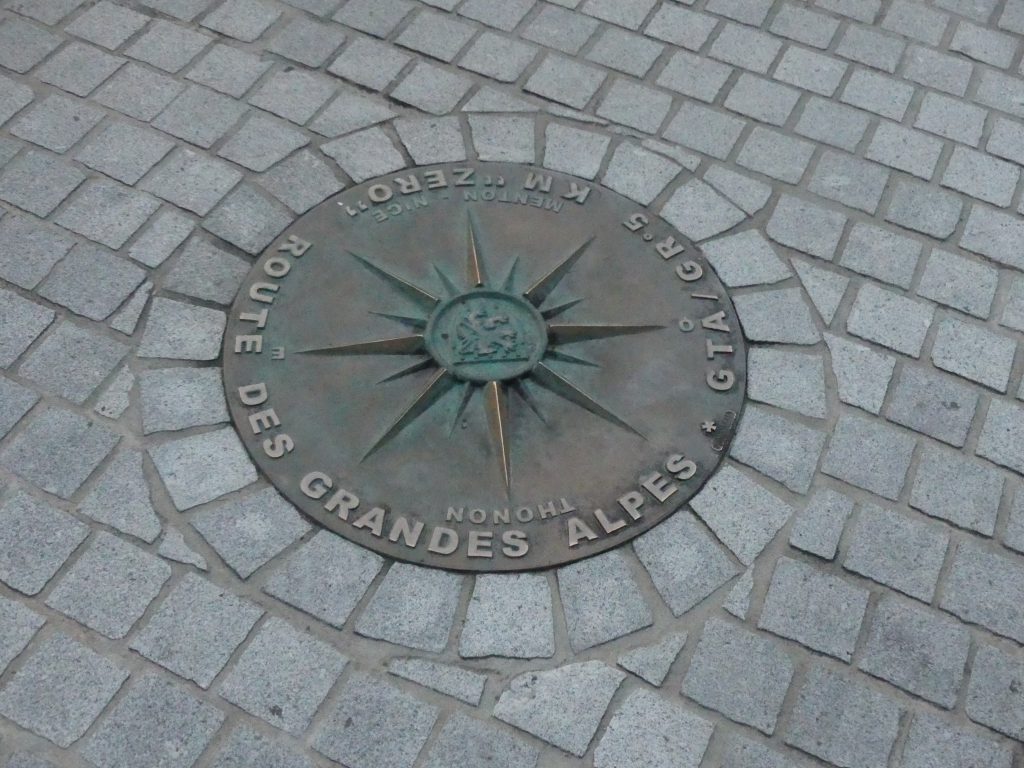 ROUTE DES GRANDES ALPES * GTA/GR·5 KM "ZERO"
MENTON - NICE
E
O
THONON